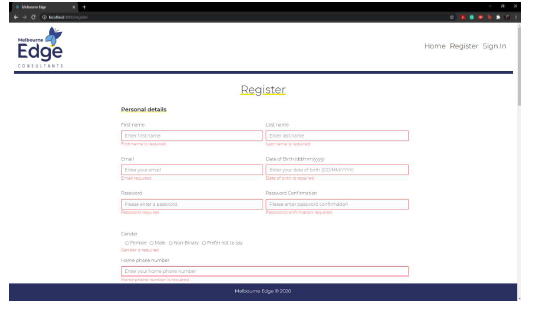 Melbourne Edge
localhost
Melbourne
Edge
CONSULTANTS
Home Register Sign In
Register
Personal details
First name
Last name
Enter first name
Enter last name
First name is required
Last name is required
Email
Date of Birth (dd/mm/yyyy)
Enter your email
Enter your date of birth (DD/MM/YYYY)
Email required
Date of birth is required
Password
Password Confirmation
Please enter a password
Please enter password confirmation
Password required
Password confirmation required
Gender
Female Male Non-Binary Prefer not to say
Gender is required
Home phone number
Enter your home phone number
Home phone number is required
Melbourne Edge © 2020